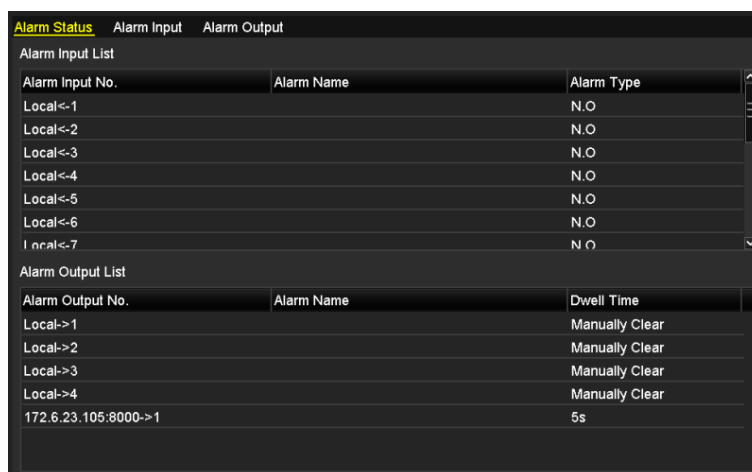 Alarm Status Alarm Input Alarm Output
Alarm Input List
Alarm Input No. Alarm Name Alarm Type
Local<-1 N.O
Local<-2 N.O
Local<-3 N.O
Local<-4 N.O
Local<-5 N.O
Local<-6 N.O
Local<-7 N.O
Alarm Output List
Alarm Output No. Alarm Name Dwell Time
Local->1 Manually Clear
Local->2 Manually Clear
Local->3 Manually Clear
Local->4 Manually Clear
172.6.23.105:8000->1 5s